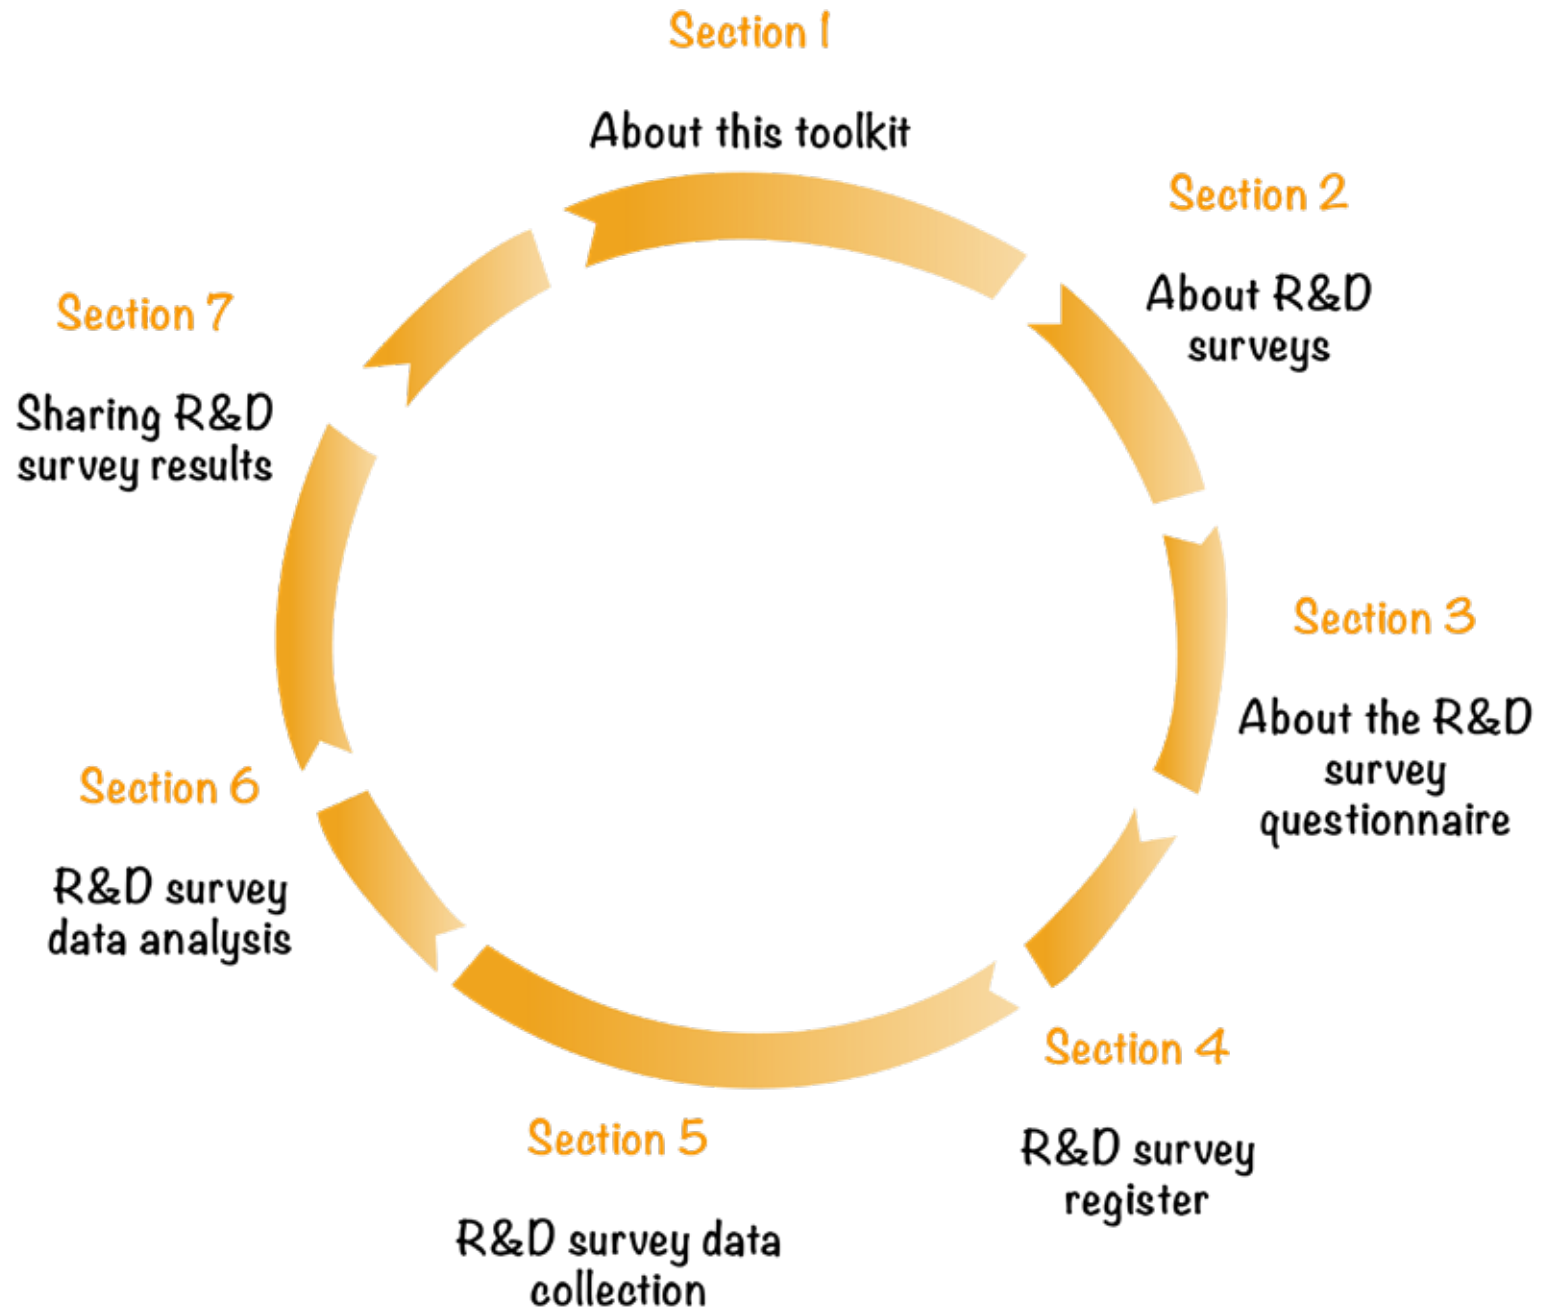 Section 1
About this toolkit
Section 2
About R&D
surveys
Section 3
About the R&D
survey
questionnaire
Section 4
R&D survey
register
Section 5
R&D survey data
collection
Section 6
R&D survey
data analysis
Section 7
Sharing R&D
survey results